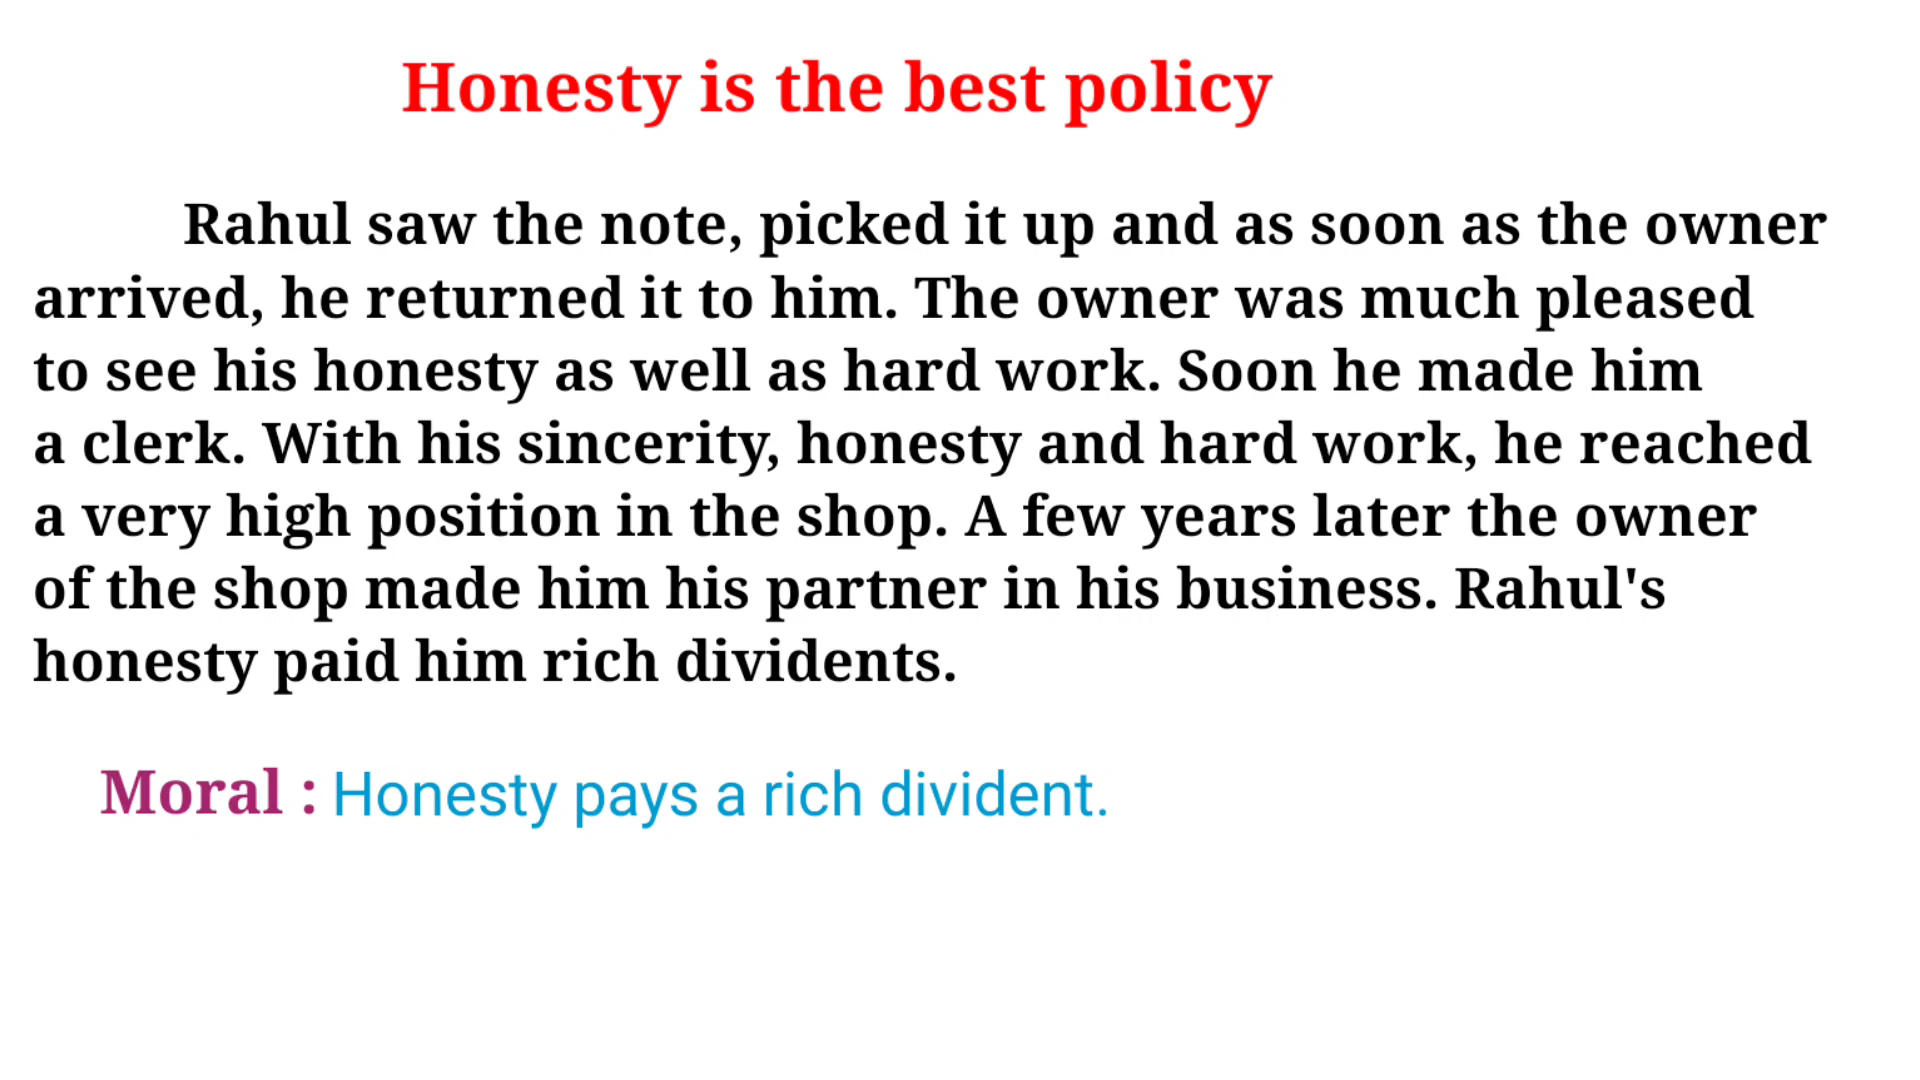 Honesty is the best policy
Rahul saw the note, picked it up and as soon as the owner
arrived, he returned it to him. The owner was much pleased
to see his honesty as well as hard work. Soon he made him
a clerk. With his sincerity, honesty and hard work, he reached
a very high position in the shop. A few years later the owner
of the shop made him his partner in his business. Rahul's
honesty paid him rich dividents.
Moral : Honesty pays a rich divident.